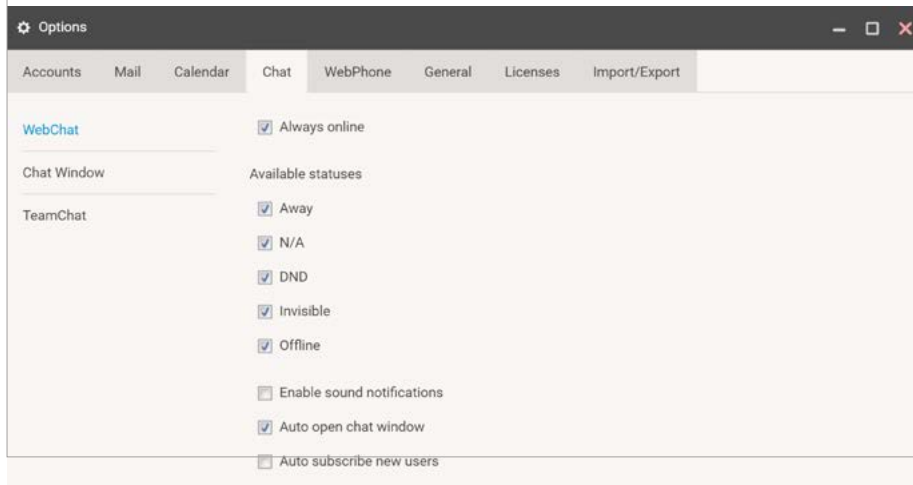 Options
Accounts Mail Calendar Chat WebPhone General Licenses Import/Export
WebChat
Chat Window
TeamChat
Always online
Available statuses
Away
N/A
DND
Invisible
Offline
Enable sound notifications
Auto open chat window
Auto subscribe new users